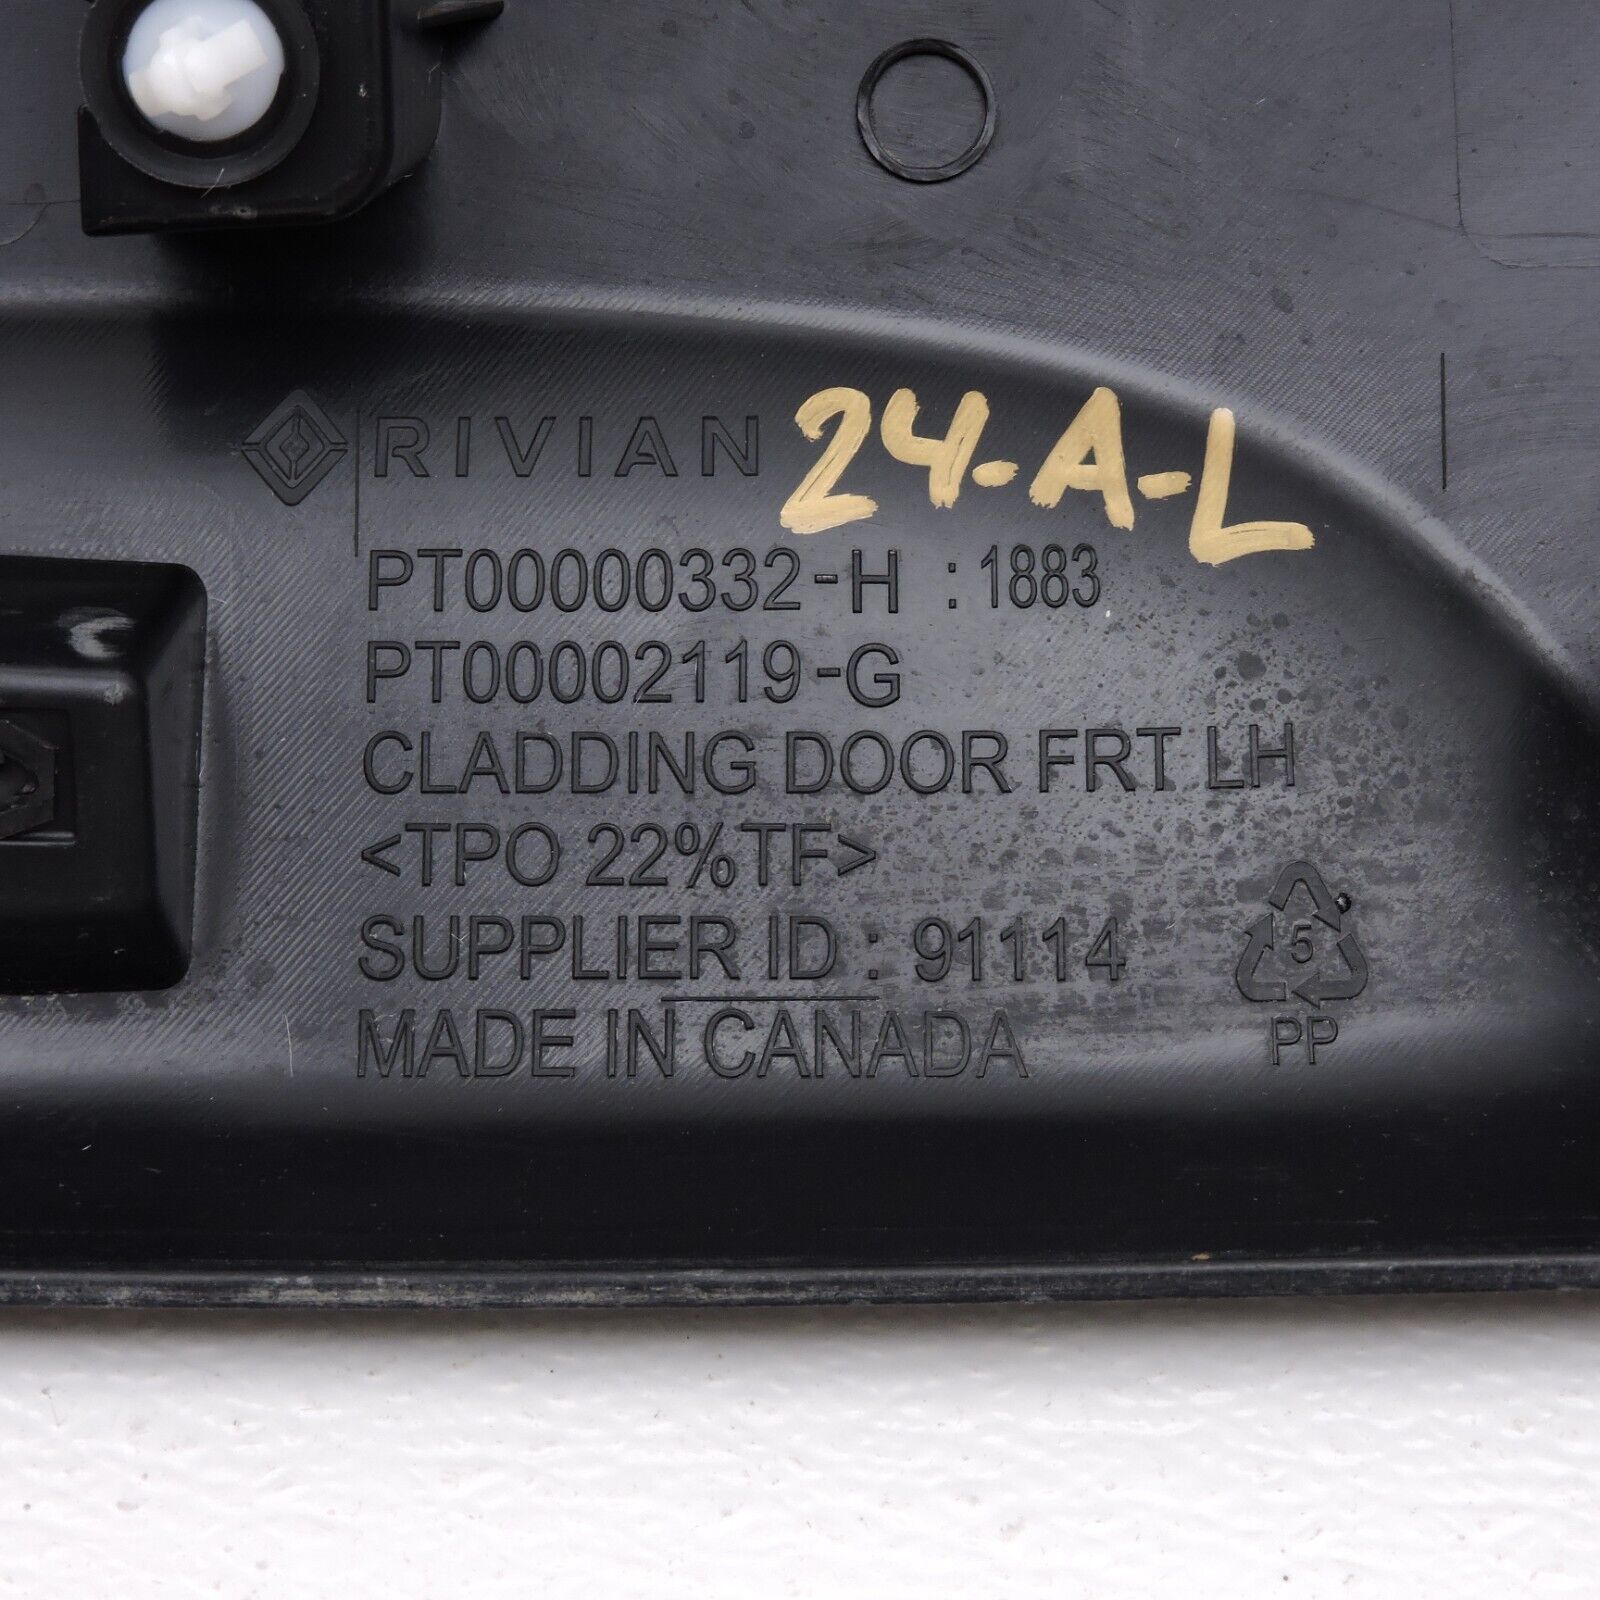 RIVIAN 24-A-L
PT00000332-H : 1883
PT00002119-G
CLADDING DOOR FRT LH
<TPO 22%TF>
SUPPLIER ID : 91114
MADE IN CANADA
5
PP